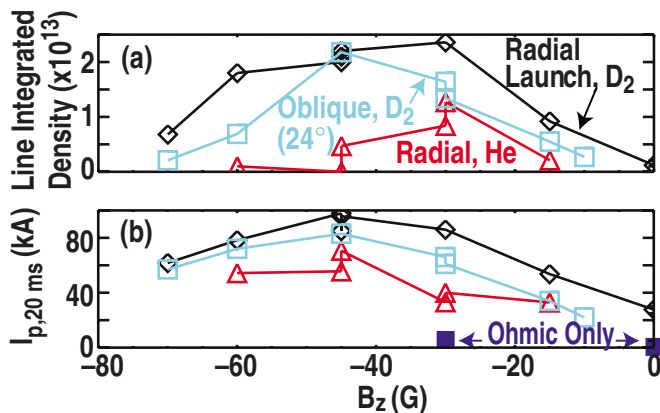 Line Integrated
Density (x10¹³)
2
1
0
(a)
Oblique, D₂
(24°)
Radial
Launch, D₂
Radial, He
Iₚ,₂₀ ₘₛ (kA)
80
40
0
(b)
Ohmic Only
−80
−60
−40
−20
0
B_z (G)